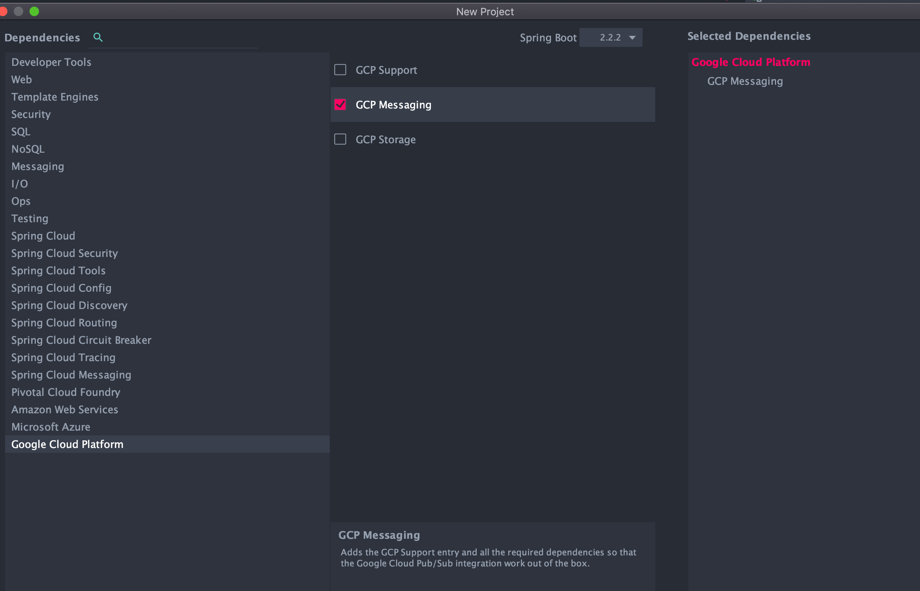 New Project
Dependencies
Spring Boot 2.2.2
Selected Dependencies
Developer Tools
Web
Template Engines
Security
SQL
NoSQL
Messaging
I/O
Ops
Testing
Spring Cloud
Spring Cloud Security
Spring Cloud Tools
Spring Cloud Config
Spring Cloud Discovery
Spring Cloud Routing
Spring Cloud Circuit Breaker
Spring Cloud Tracing
Spring Cloud Messaging
Pivotal Cloud Foundry
Amazon Web Services
Microsoft Azure
Google Cloud Platform
GCP Support
GCP Messaging
GCP Storage
GCP Messaging
Adds the GCP Support entry and all the required dependencies so that
the Google Cloud Pub/Sub integration work out of the box.
Google Cloud Platform
GCP Messaging